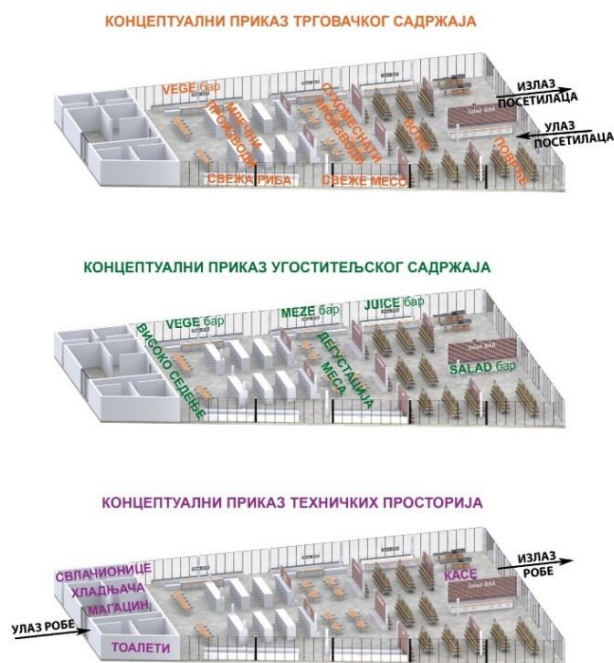 КОНЦЕПТУАЛНИ ПРИКАЗ ТРГОВАЧКОГ САДРЖАЈА
VEGE бар
МЛЕЧНИ
ПРОИЗВОДИ
СУХОМЕСНАТИ
ПРОИЗВОДИ
ВОЋЕ
ПОВРЋЕ
СВЕЖА РИБА
СВЕЖЕ МЕСО
ИЗЛАЗ
ПОСЕТИЛАЦА
УЛАЗ
ПОСЕТИЛАЦА
КОНЦЕПТУАЛНИ ПРИКАЗ УГОСТИТЕЉСКОГ САДРЖАЈА
VEGE бар
MEZE бар
JUICE бар
ВИСОКО СЕДЕЊЕ
ДЕГУСТАЦИЈА
МЕСА
SALAD бар
КОНЦЕПТУАЛНИ ПРИКАЗ ТЕХНИЧКИХ ПРОСТОРИЈА
СВЛАЧИОНИЦЕ
ХЛАДЊАЧА
МАГАЦИН
УЛАЗ РОБЕ
ТОАЛЕТИ
КАСЕ
ИЗЛАЗ
РОБЕ